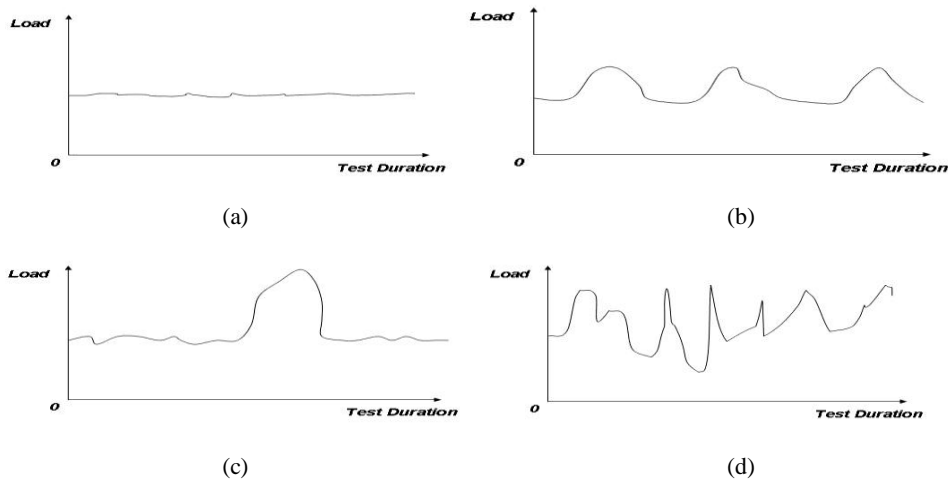 Load
0
Test Duration
(a)
Load
0
Test Duration
(b)
Load
0
Test Duration
(c)
Load
0
Test Duration
(d)